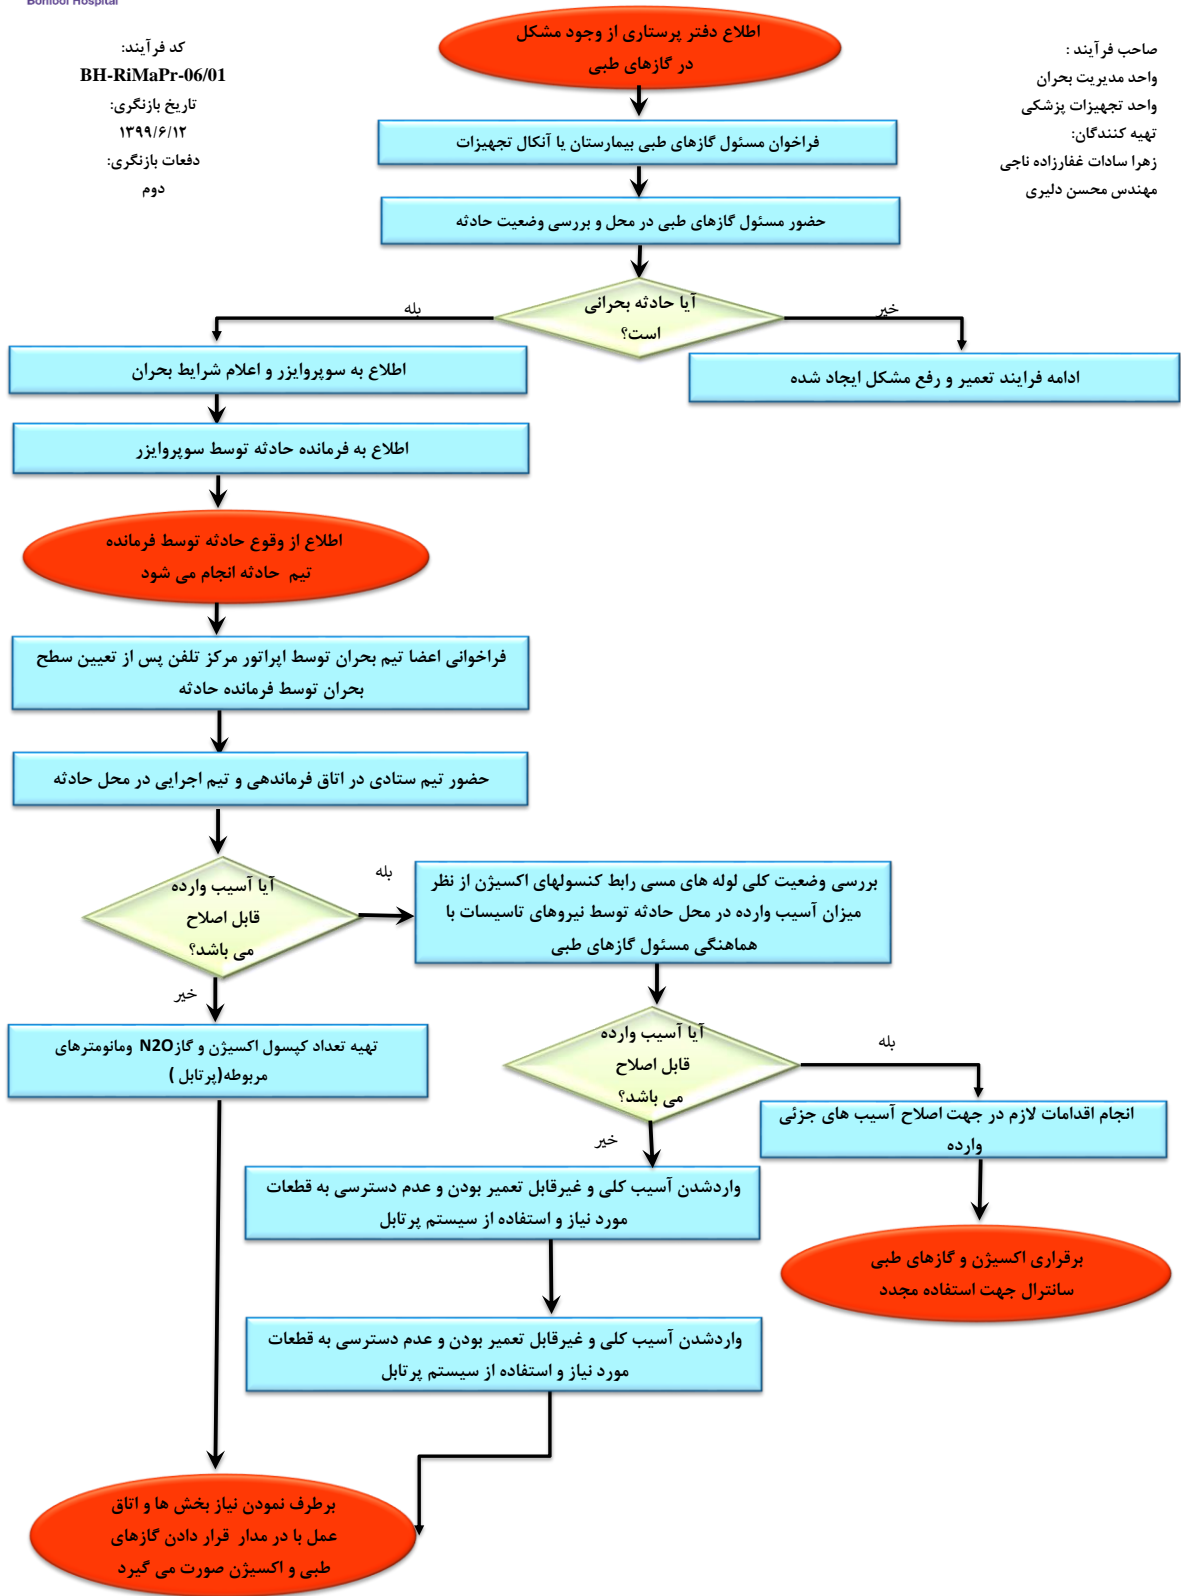 Bohlool Hospital
صاحب فرآیند :
واحد مدیریت بحران
واحد تجهیزات پزشکی
تهیه کنندگان:
زهرا سادات غفارزاده ناجی
مهندس محسن دلیری
کد فرآیند:
BH-RiMaPr-06/01
تاریخ بازنگری:
۱۳۹۹/۶/۱۲
دفعات بازنگری:
دوم
اطلاع دفتر پرستاری از وجود مشکل
در گازهای طبی
فراخوان مسئول گازهای طبی بیمارستان یا آنکال تجهیزات
حضور مسئول گازهای طبی در محل و بررسی وضعیت حادثه
آیا حادثه بحرانی
است؟
خیر
بله
ادامه فرایند تعمیر و رفع مشکل ایجاد شده
اطلاع به سوپروایزر و اعلام شرایط بحران
اطلاع به فرمانده حادثه توسط سوپروایزر
اطلاع از وقوع حادثه توسط فرمانده
تیم حادثه انجام می شود
فراخوانی اعضا تیم بحران توسط اپراتور مرکز تلفن پس از تعیین سطح
بحران توسط فرمانده حادثه
حضور تیم ستادی در اتاق فرماندهی و تیم اجرایی در محل حادثه
آیا آسیب وارده
قابل اصلاح
می باشد؟
بله
خیر
بررسی وضعیت کلی لوله های مسی رابط کنسولهای اکسیژن از نظر
میزان آسیب وارده در محل حادثه توسط نیروهای تاسیسات با
هماهنگی مسئول گازهای طبی
تهیه تعداد کپسول اکسیژن و گازN2O ومانومترهای
مربوطه(پرتابل )
آیا آسیب وارده
قابل اصلاح
می باشد؟
بله
خیر
انجام اقدامات لازم در جهت اصلاح آسیب های جزئی
وارده
واردشدن آسیب کلی و غیرقابل تعمیر بودن و عدم دسترسی به قطعات
مورد نیاز و استفاده از سیستم پرتابل
برقراری اکسیژن و گازهای طبی
سانترال جهت استفاده مجدد
واردشدن آسیب کلی و غیرقابل تعمیر بودن و عدم دسترسی به قطعات
مورد نیاز و استفاده از سیستم پرتابل
برطرف نمودن نیاز بخش ها و اتاق
عمل با در مدار قرار دادن گازهای
طبی و اکسیژن صورت می گیرد